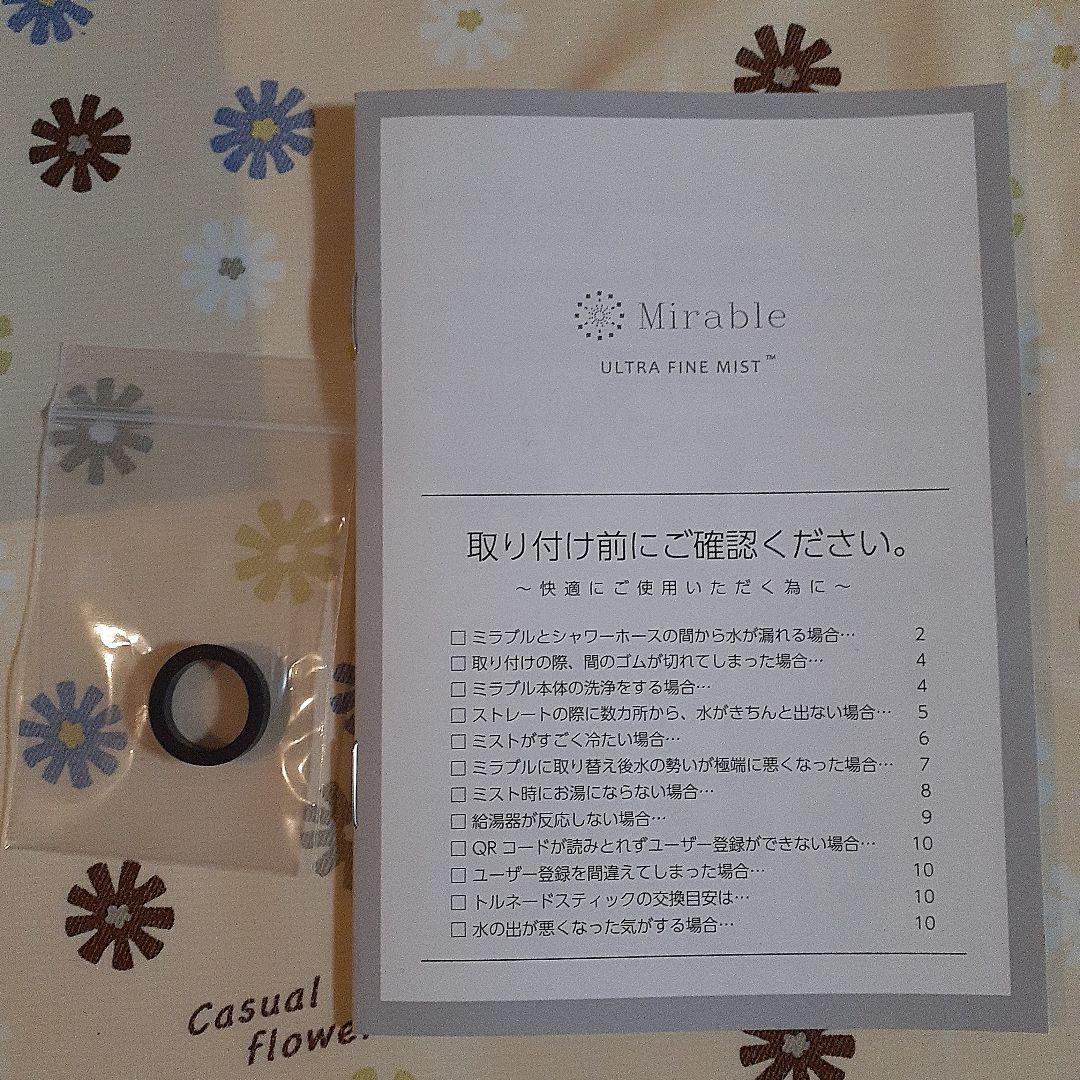 Mirable
ULTRA FINE MIST™
取り付け前にご確認ください。
～快適にご使用いただく為に～
□ ミラブルとシャワーホースの間から水が漏れる場合… 2
□ 取り付けの際、間のゴムが切れてしまった場合… 4
□ ミラブル本体の洗浄をする場合… 4
□ ストレートの際に数カ所から、水がきちんと出ない場合… 5
□ ミストがすごく冷たい場合… 6
□ ミラブルに取り替え後水の勢いが極端に悪くなった場合… 7
□ ミスト時にお湯にならない場合… 8
□ 給湯器が反応しない場合… 9
□ QRコードが読みとれずユーザー登録ができない場合… 10
□ ユーザー登録を間違えてしまった場合… 10
□ トルネードスティックの交換目安は… 10
□ 水の出が悪くなった気がする場合… 10
Casual
flower